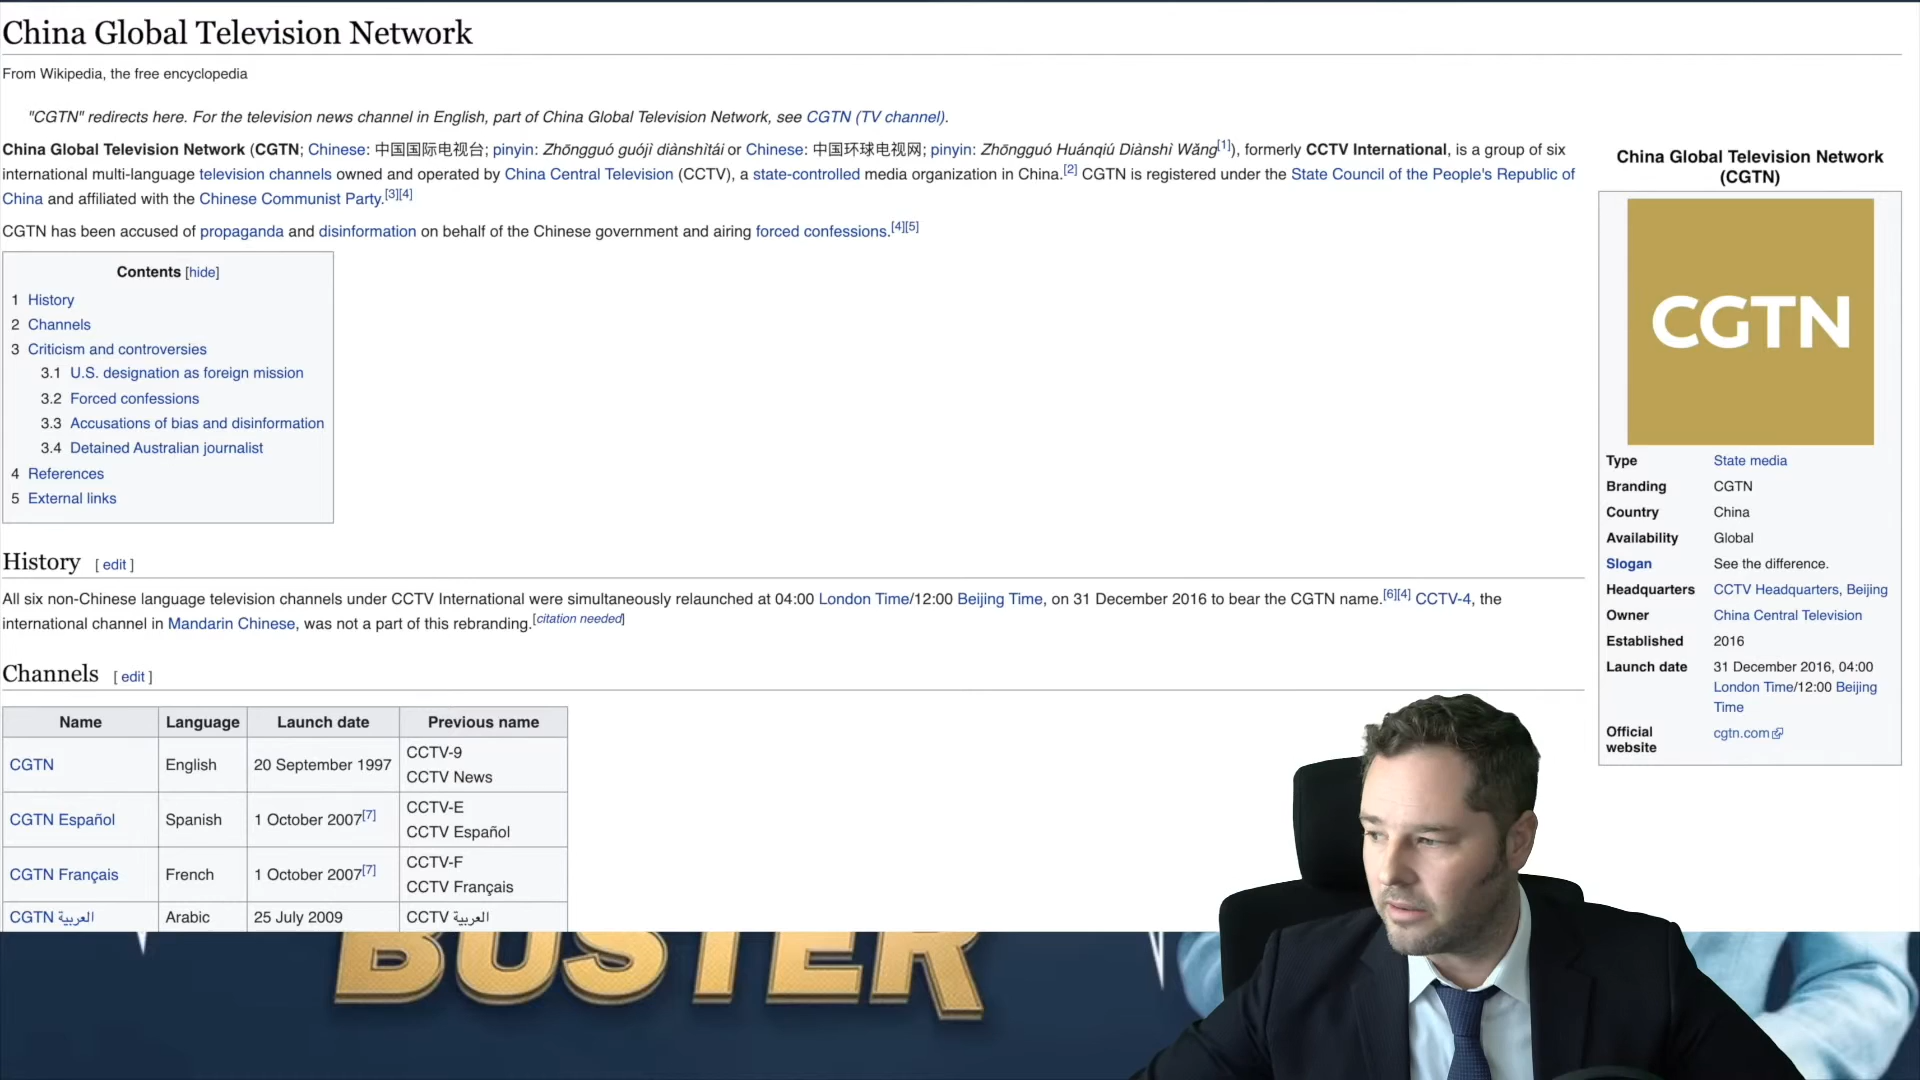 China Global Television Network
From Wikipedia, the free encyclopedia
"CGTN" redirects here. For the television news channel in English, part of China Global Television Network, see CGTN (TV channel).
China Global Television Network (CGTN; Chinese: 中国国际电视台; pinyin: Zhōngguó guójì diànshìtái or Chinese: 中国环球电视网; pinyin: Zhōngguó Huánqiú Diànshì Wǎng[1]), formerly CCTV International, is a group of six
international multi-language television channels owned and operated by China Central Television (CCTV), a state-controlled media organization in China.[2] CGTN is registered under the State Council of the People's Republic of
China and affiliated with the Chinese Communist Party.[3][4]
CGTN has been accused of propaganda and disinformation on behalf of the Chinese government and airing forced confessions.[4][5]
Contents [hide]
1 History
2 Channels
3 Criticism and controversies
3.1 U.S. designation as foreign mission
3.2 Forced confessions
3.3 Accusations of bias and disinformation
3.4 Detained Australian journalist
4 References
5 External links
History [ edit ]
All six non-Chinese language television channels under CCTV International were simultaneously relaunched at 04:00 London Time/12:00 Beijing Time, on 31 December 2016 to bear the CGTN name.[6][4] CCTV-4, the
international channel in Mandarin Chinese, was not a part of this rebranding.[citation needed]
Channels [ edit ]
Name Language Launch date Previous name
CGTN English 20 September 1997 CCTV-9
CCTV News
CGTN Español Spanish 1 October 2007[7] CCTV-E
CCTV Español
CGTN Français French 1 October 2007[7] CCTV-F
CCTV Français
CGTN العربية Arabic 25 July 2009 CCTV العربية
China Global Television Network
(CGTN)
CGTN
Type State media
Branding CGTN
Country China
Availability Global
Slogan See the difference.
Headquarters CCTV Headquarters, Beijing
Owner China Central Television
Established 2016
Launch date 31 December 2016, 04:00
London Time/12:00 Beijing
Time
Official website cgtn.com
BUSTER